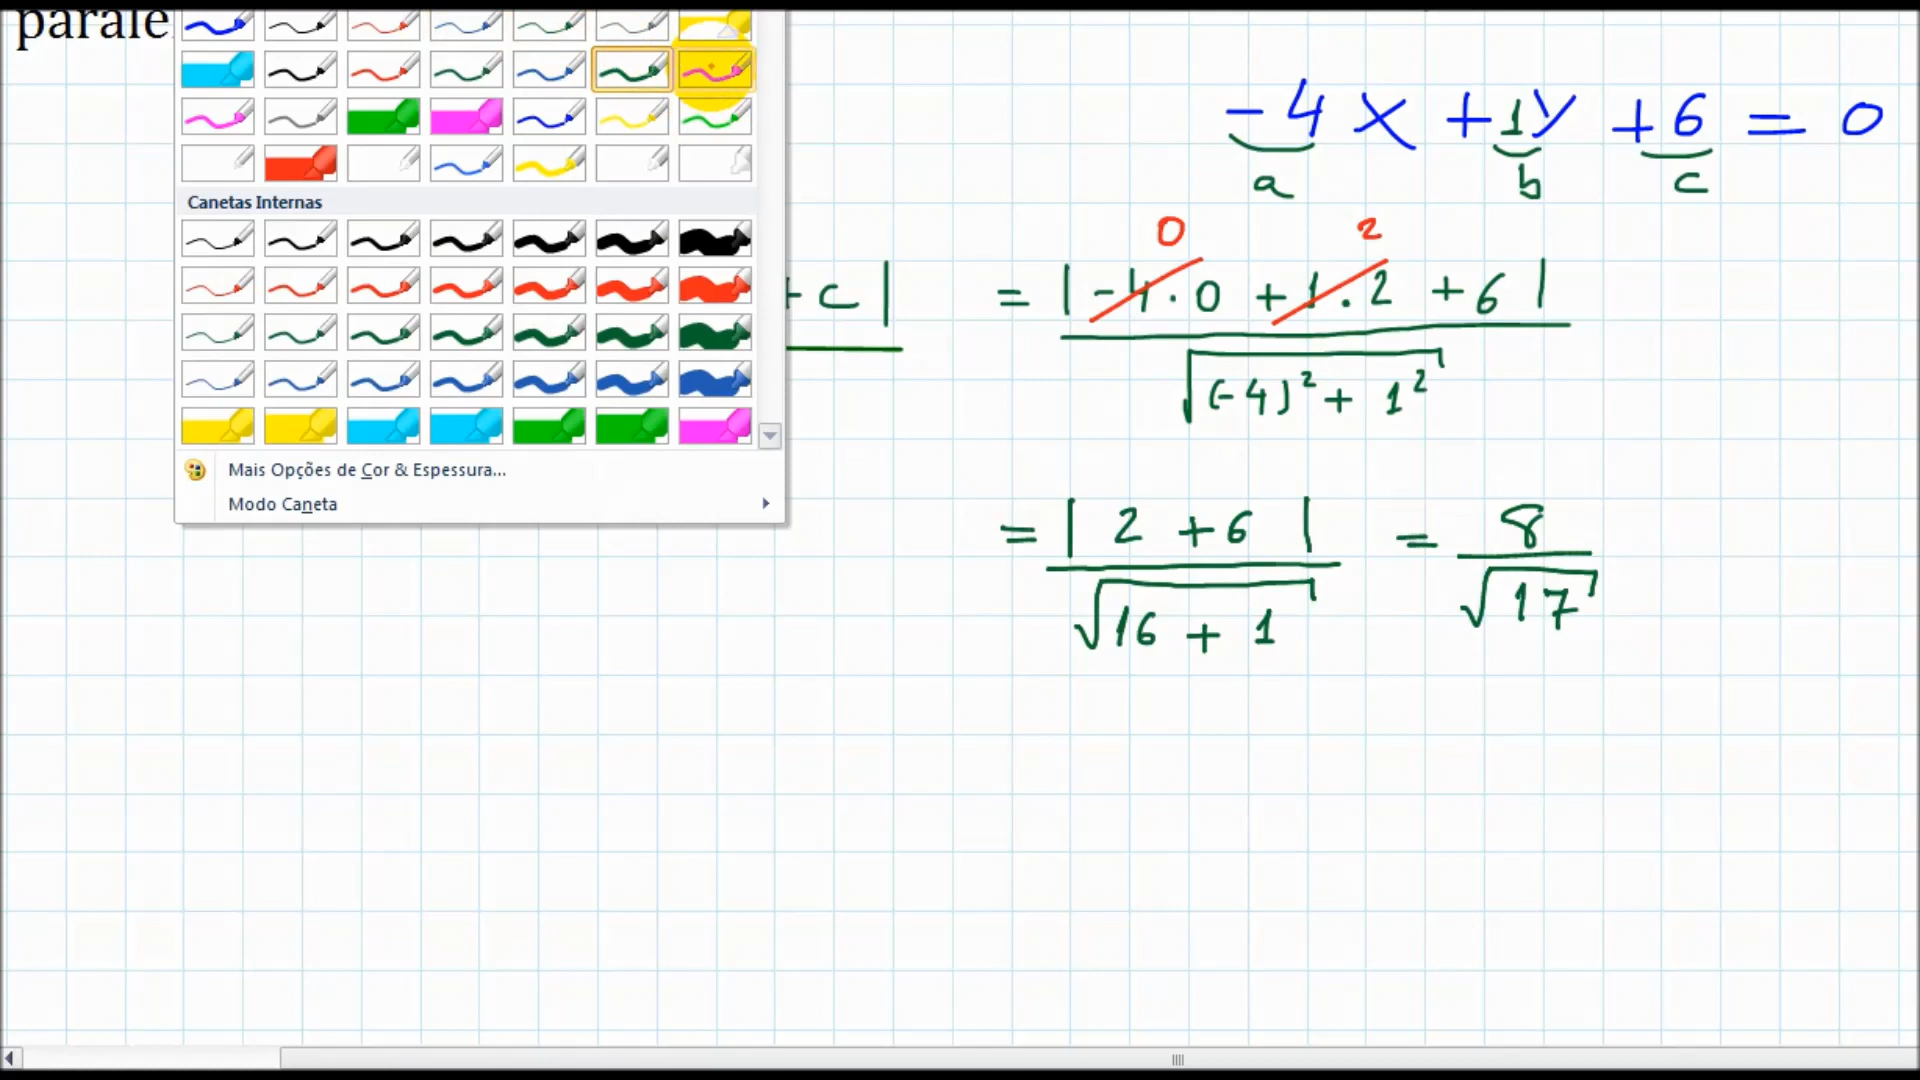 parale
-4x +1y +6 = 0
a b c
0 2
+c| = |-4·0 +1.2 +6|
√(-4)² + 1²
Canetas Internas
Mais Opções de Cor & Espessura...
Modo Caneta
= |2 +6| = 8
√16 + 1 √17